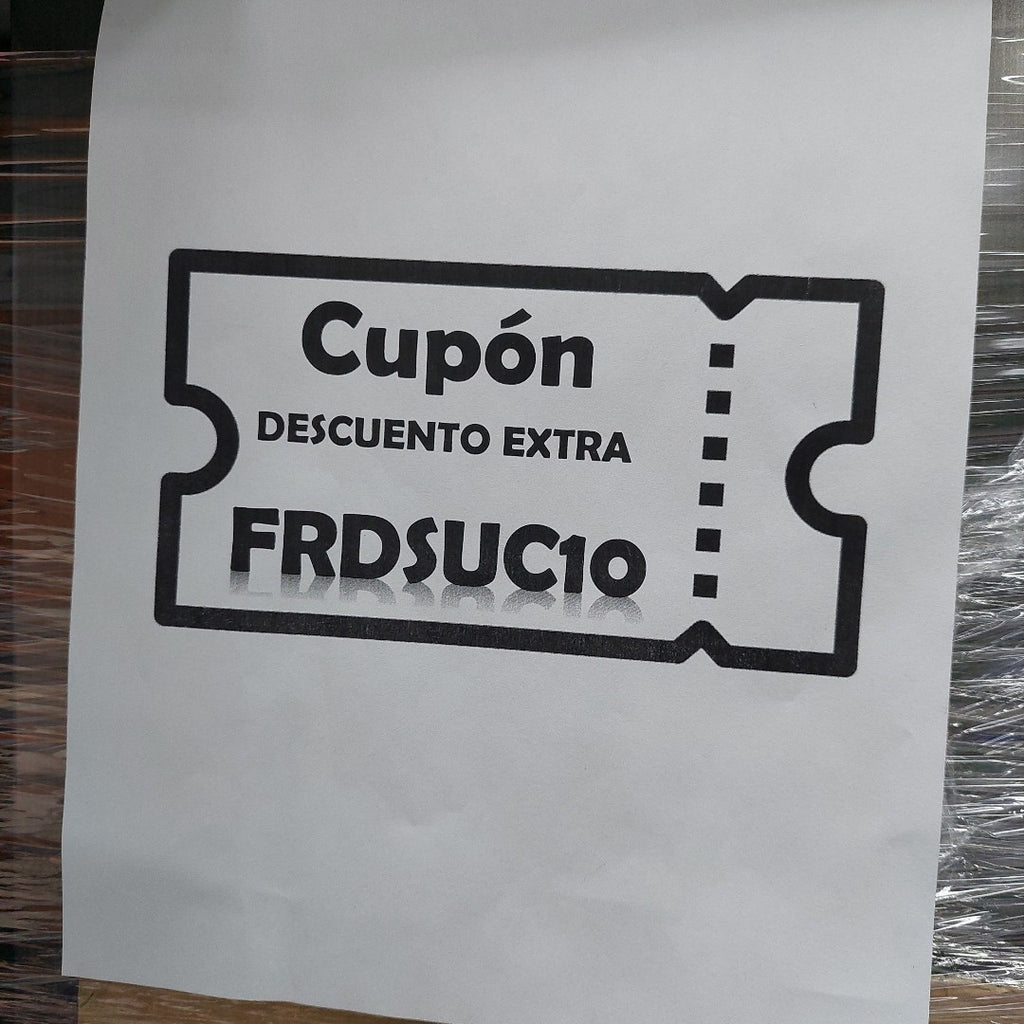 Cupón
DESCUENTO EXTRA
FRDSUC10